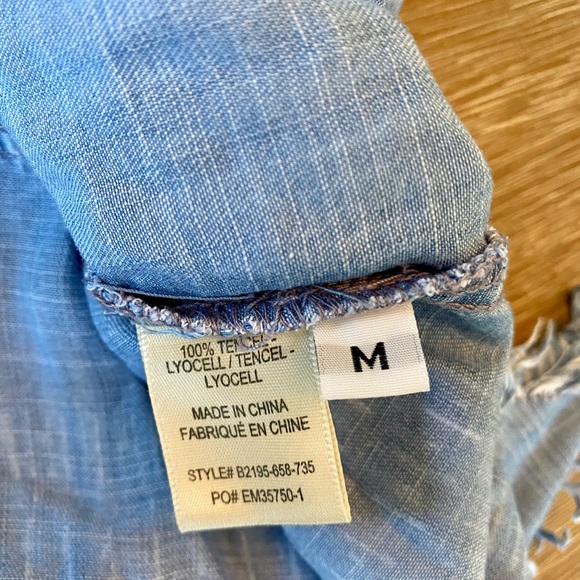 100% TENCEL -
LYOCELL / TENCEL -
LYOCELL
MADE IN CHINA
FABRIQUÉ EN CHINE
STYLE# B2195-658-735
PO# EM35750-1
M